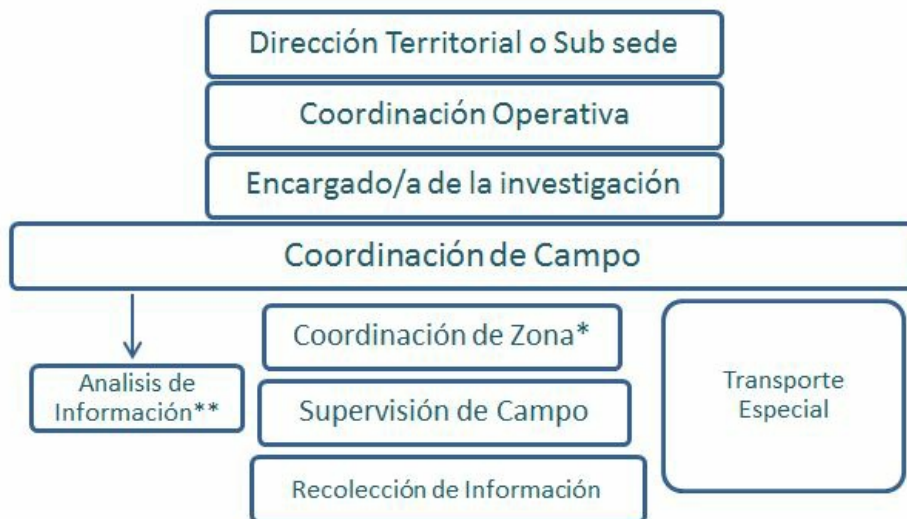 Dirección Territorial o Sub sede
Coordinación Operativa
Encargado/a de la investigación
Coordinación de Campo
Coordinación de Zona*
Analisis de
Información**
Supervisión de Campo
Recolección de Información
Transporte
Especial